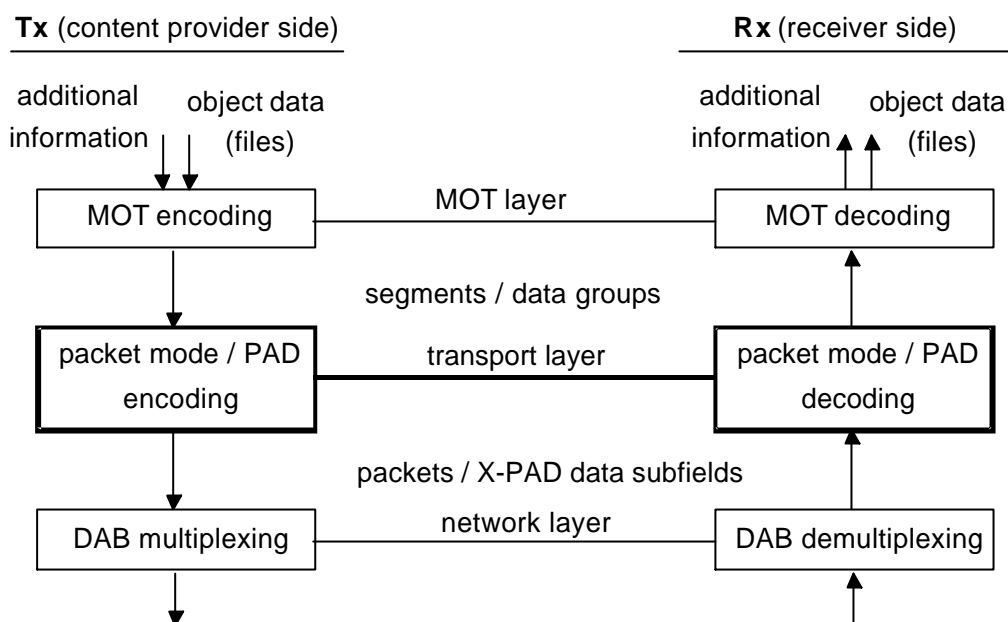 Tx (content provider side)
Rx (receiver side)
additional
information
object data
(files)
additional
information
object data
(files)
MOT encoding
MOT layer
MOT decoding
segments / data groups
packet mode / PAD
encoding
transport layer
packet mode / PAD
decoding
packets / X-PAD data subfields
DAB multiplexing
network layer
DAB demultiplexing